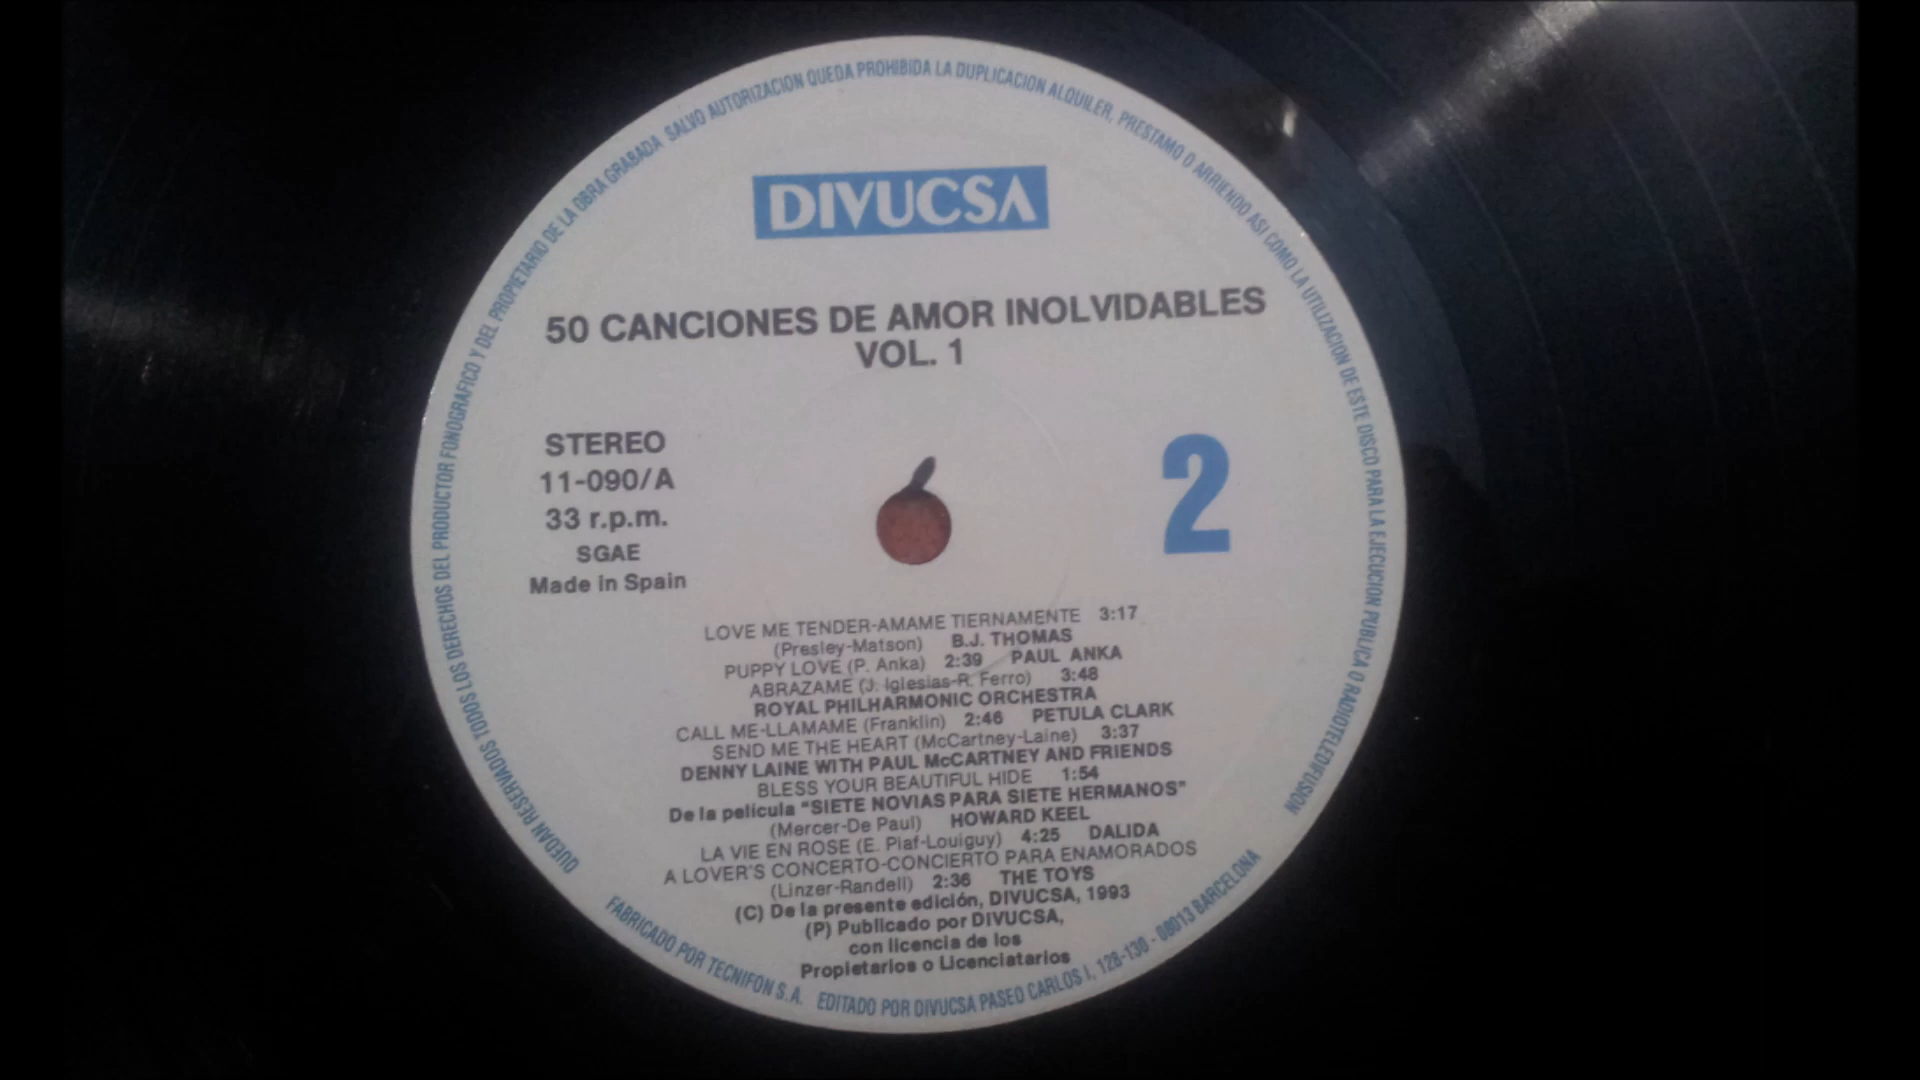 QUEDAN RESERVADOS TODOS LOS DERECHOS DEL PRODUCTOR FONOGRAFICO Y DEL PROPIETARIO DE LA OBRA GRABADA SALVO AUTORIZACION QUEDA PROHIBIDA LA DUPLICACION ALQUILER, PRESTAMO O ARRIENDO ASI COMO LA UTILIZACION DE ESTE DISCO PARA LA EJECUCION PUBLICA O RADIOTELEDIFUSION
DIVUCSA
50 CANCIONES DE AMOR INOLVIDABLES
VOL. 1
STEREO
11-090/A
33 r.p.m.
SGAE
Made in Spain
2
LOVE ME TENDER-AMAME TIERNAMENTE 3:17
(Presley-Matson) B.J. THOMAS
PUPPY LOVE (P. Anka) 2:39 PAUL ANKA
ABRAZAME (J. Iglesias-R. Ferro) 3:48
ROYAL PHILHARMONIC ORCHESTRA
CALL ME-LLAMAME (Franklin) 2:46 PETULA CLARK
SEND ME THE HEART (McCartney-Laine) 3:37
DENNY LAINE WITH PAUL McCARTNEY AND FRIENDS
BLESS YOUR BEAUTIFUL HIDE 1:54
De la película "SIETE NOVIAS PARA SIETE HERMANOS"
(Mercer-De Paul) HOWARD KEEL
LA VIE EN ROSE (E. Piaf-Louiguy) 4:25 DALIDA
A LOVER'S CONCERTO-CONCIERTO PARA ENAMORADOS
(Linzer-Randell) 2:36 THE TOYS
(C) De la presente edición, DIVUCSA, 1993
(P) Publicado por DIVUCSA,
con licencia de los
Propietarios o Licenciatarios
FABRICADO POR TECNIFON S.A. EDITADO POR DIVUCSA PASEO CARLOS I, 128-130 - 08013 BARCELONA